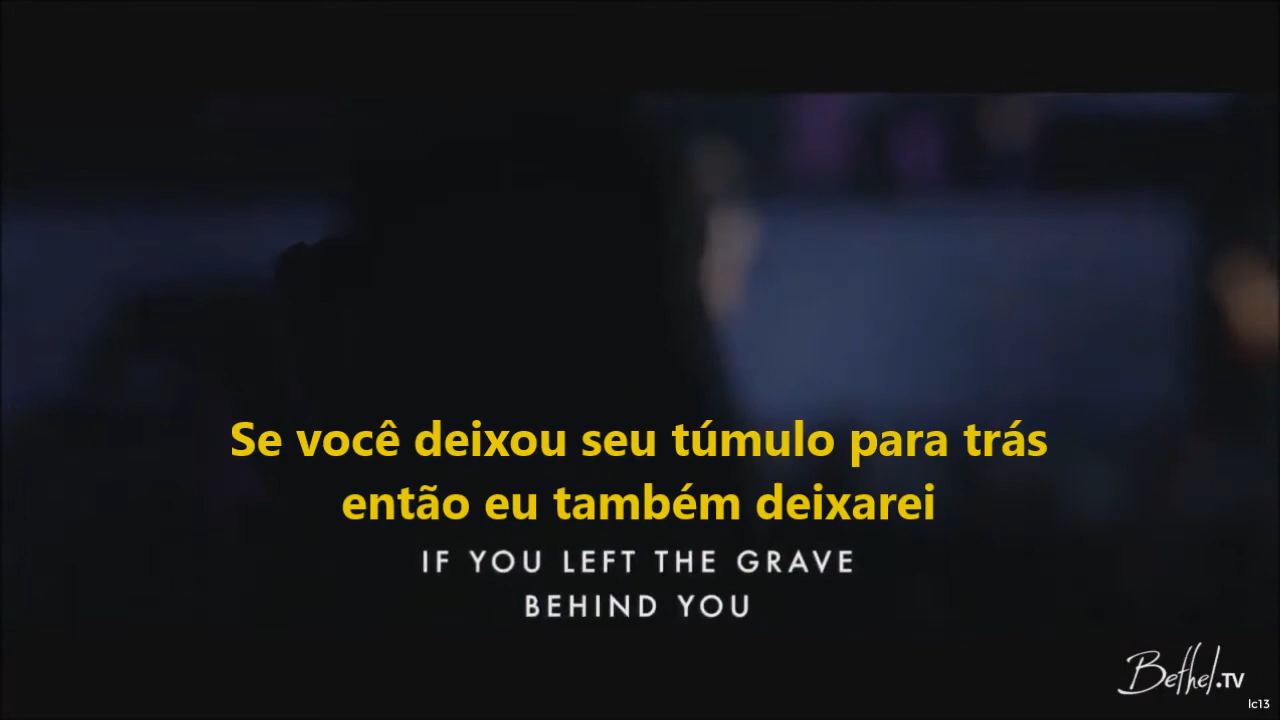 Se você deixou seu túmulo para trás
então eu também deixarei
IF YOU LEFT THE GRAVE
BEHIND YOU
Bethel.TV
lc13